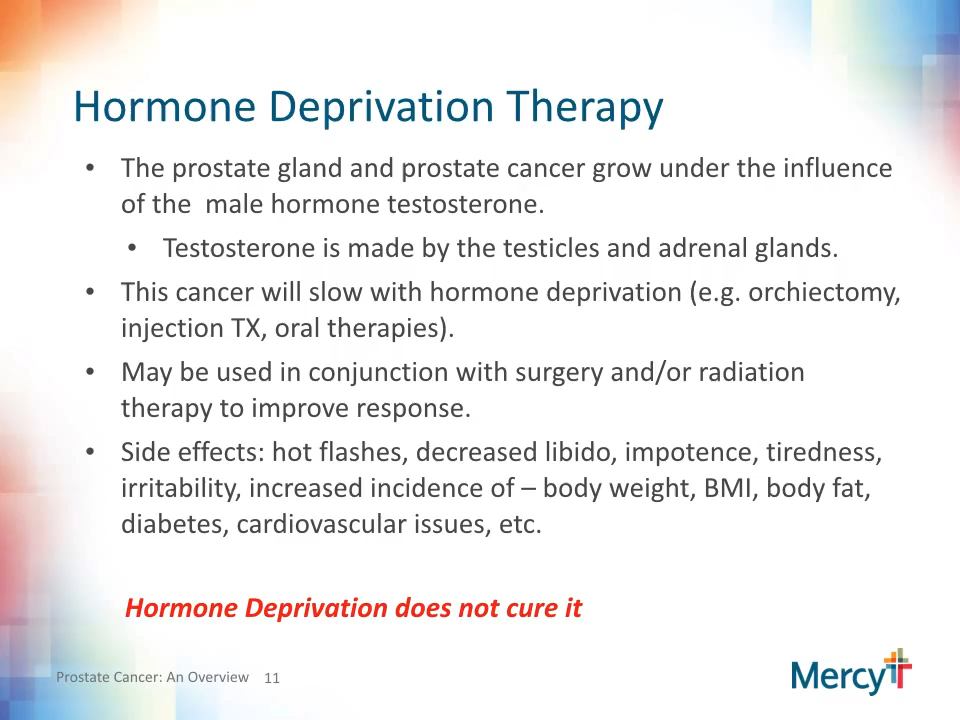 Hormone Deprivation Therapy
• The prostate gland and prostate cancer grow under the influence
of the  male hormone testosterone.
• Testosterone is made by the testicles and adrenal glands.
• This cancer will slow with hormone deprivation (e.g. orchiectomy,
injection TX, oral therapies).
• May be used in conjunction with surgery and/or radiation
therapy to improve response.
• Side effects: hot flashes, decreased libido, impotence, tiredness,
irritability, increased incidence of – body weight, BMI, body fat,
diabetes, cardiovascular issues, etc.
Hormone Deprivation does not cure it
Prostate Cancer: An Overview 11
Mercy